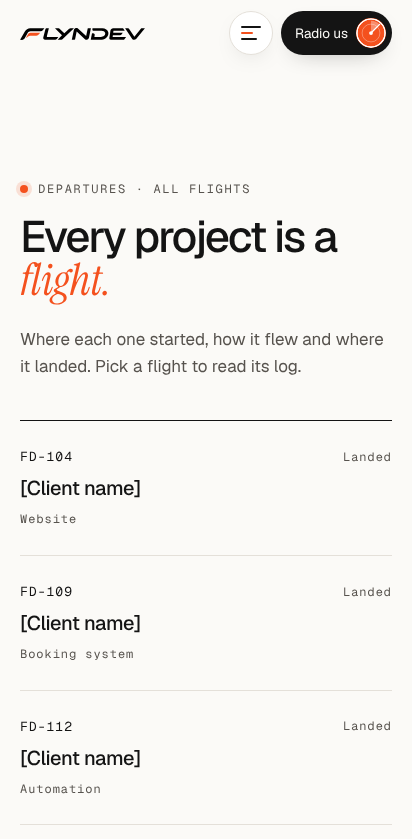 FLYNDEV
Radio us
DEPARTURES · ALL FLIGHTS
Every project is a
flight.
Where each one started, how it flew and where
it landed. Pick a flight to read its log.
FD-104 Landed
[Client name]
Website
FD-109 Landed
[Client name]
Booking system
FD-112 Landed
[Client name]
Automation